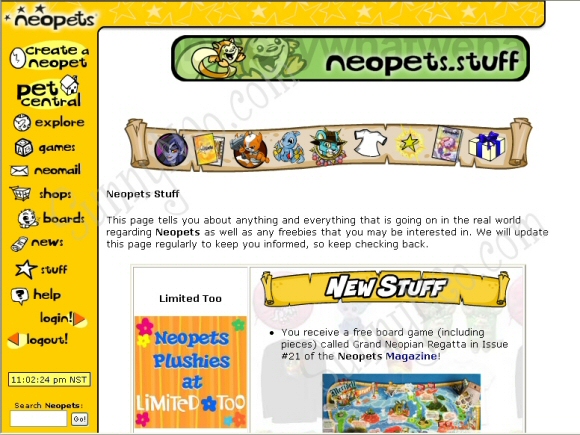 neopets
create a
neopet
pet
central
explore
games
neomail
shops
boards
news
stuff
help
login!
logout!
11:02:24 pm NST
Search Neopets:
Go!
neopets.stuff
Neopets Stuff
This page tells you about anything and everything that is going on in the real world
regarding Neopets as well as any freebies that you may be interested in. We will update
this page regularly to keep you informed, so keep checking back.
Limited Too
Neopets
Plushies
at
LiMiTED TOO
NEW STUFF
You receive a free board game (including
pieces) called Grand Neopian Regatta in Issue
#21 of the Neopets Magazine!